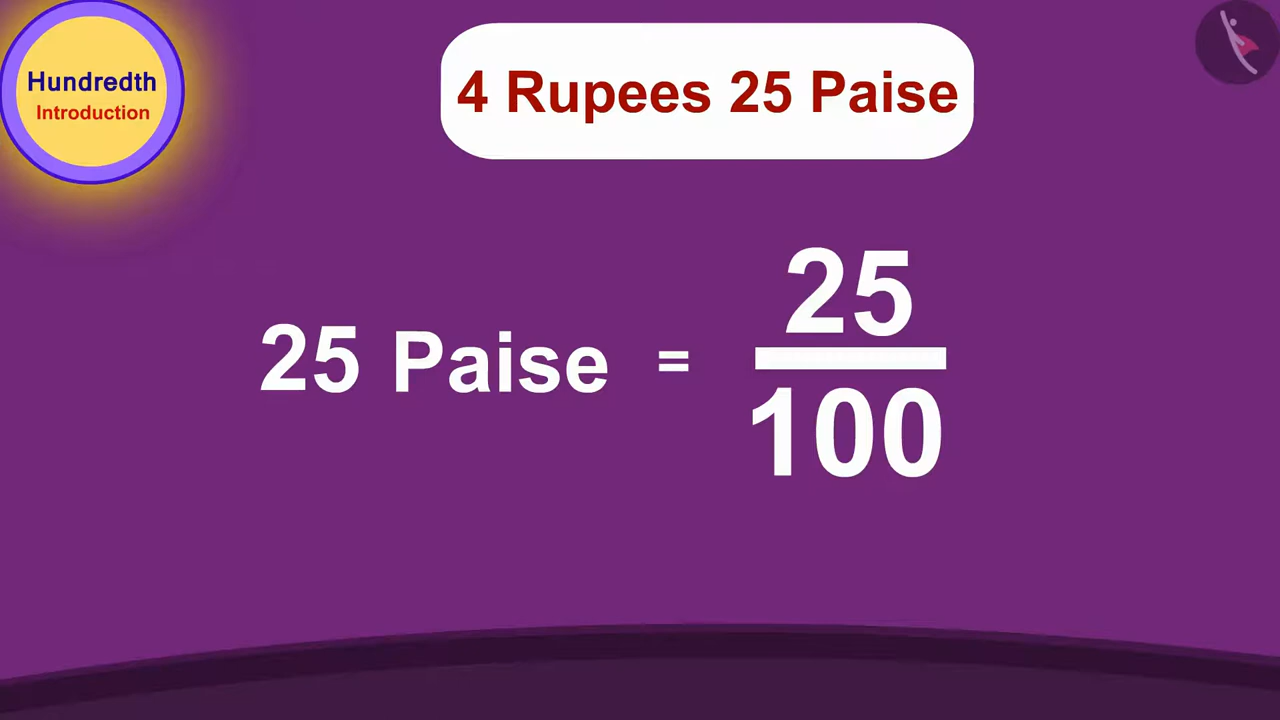 Hundredth
Introduction
4 Rupees 25 Paise
25 Paise = 25/100